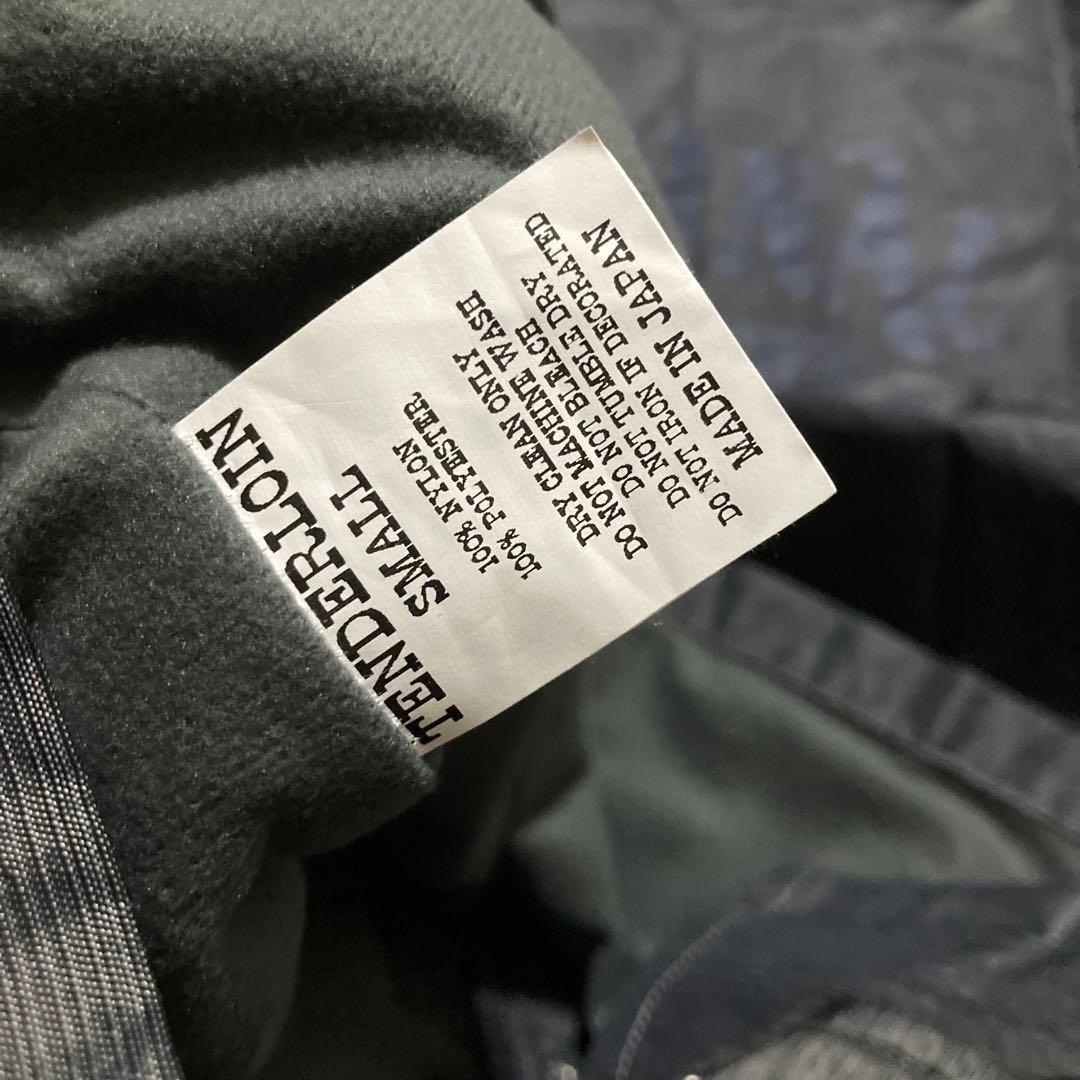 TENDERLOIN
SMALL
100% NYLON
100% POLYESTER
DRY CLEAN ONLY
DO NOT MACHINE WASH
DO NOT BLEACH
DO NOT TUMBLE DRY
DO NOT IRON IF DECORATED
MADE IN JAPAN